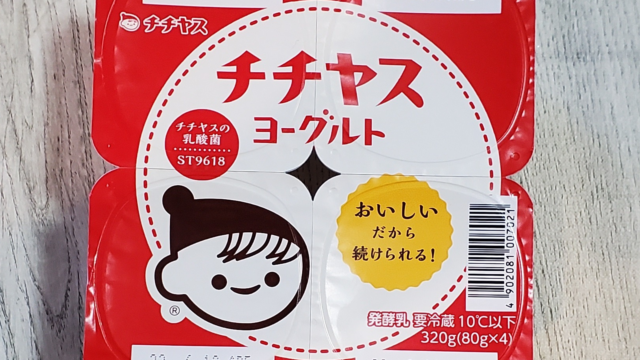 チチヤス
チチヤス
ヨーグルト
チチヤスの
乳酸菌
ST9618
おいしい
だから
続けられる!
®
4 902081 007021
発酵乳 要冷蔵 10℃以下
320g(80g×4)